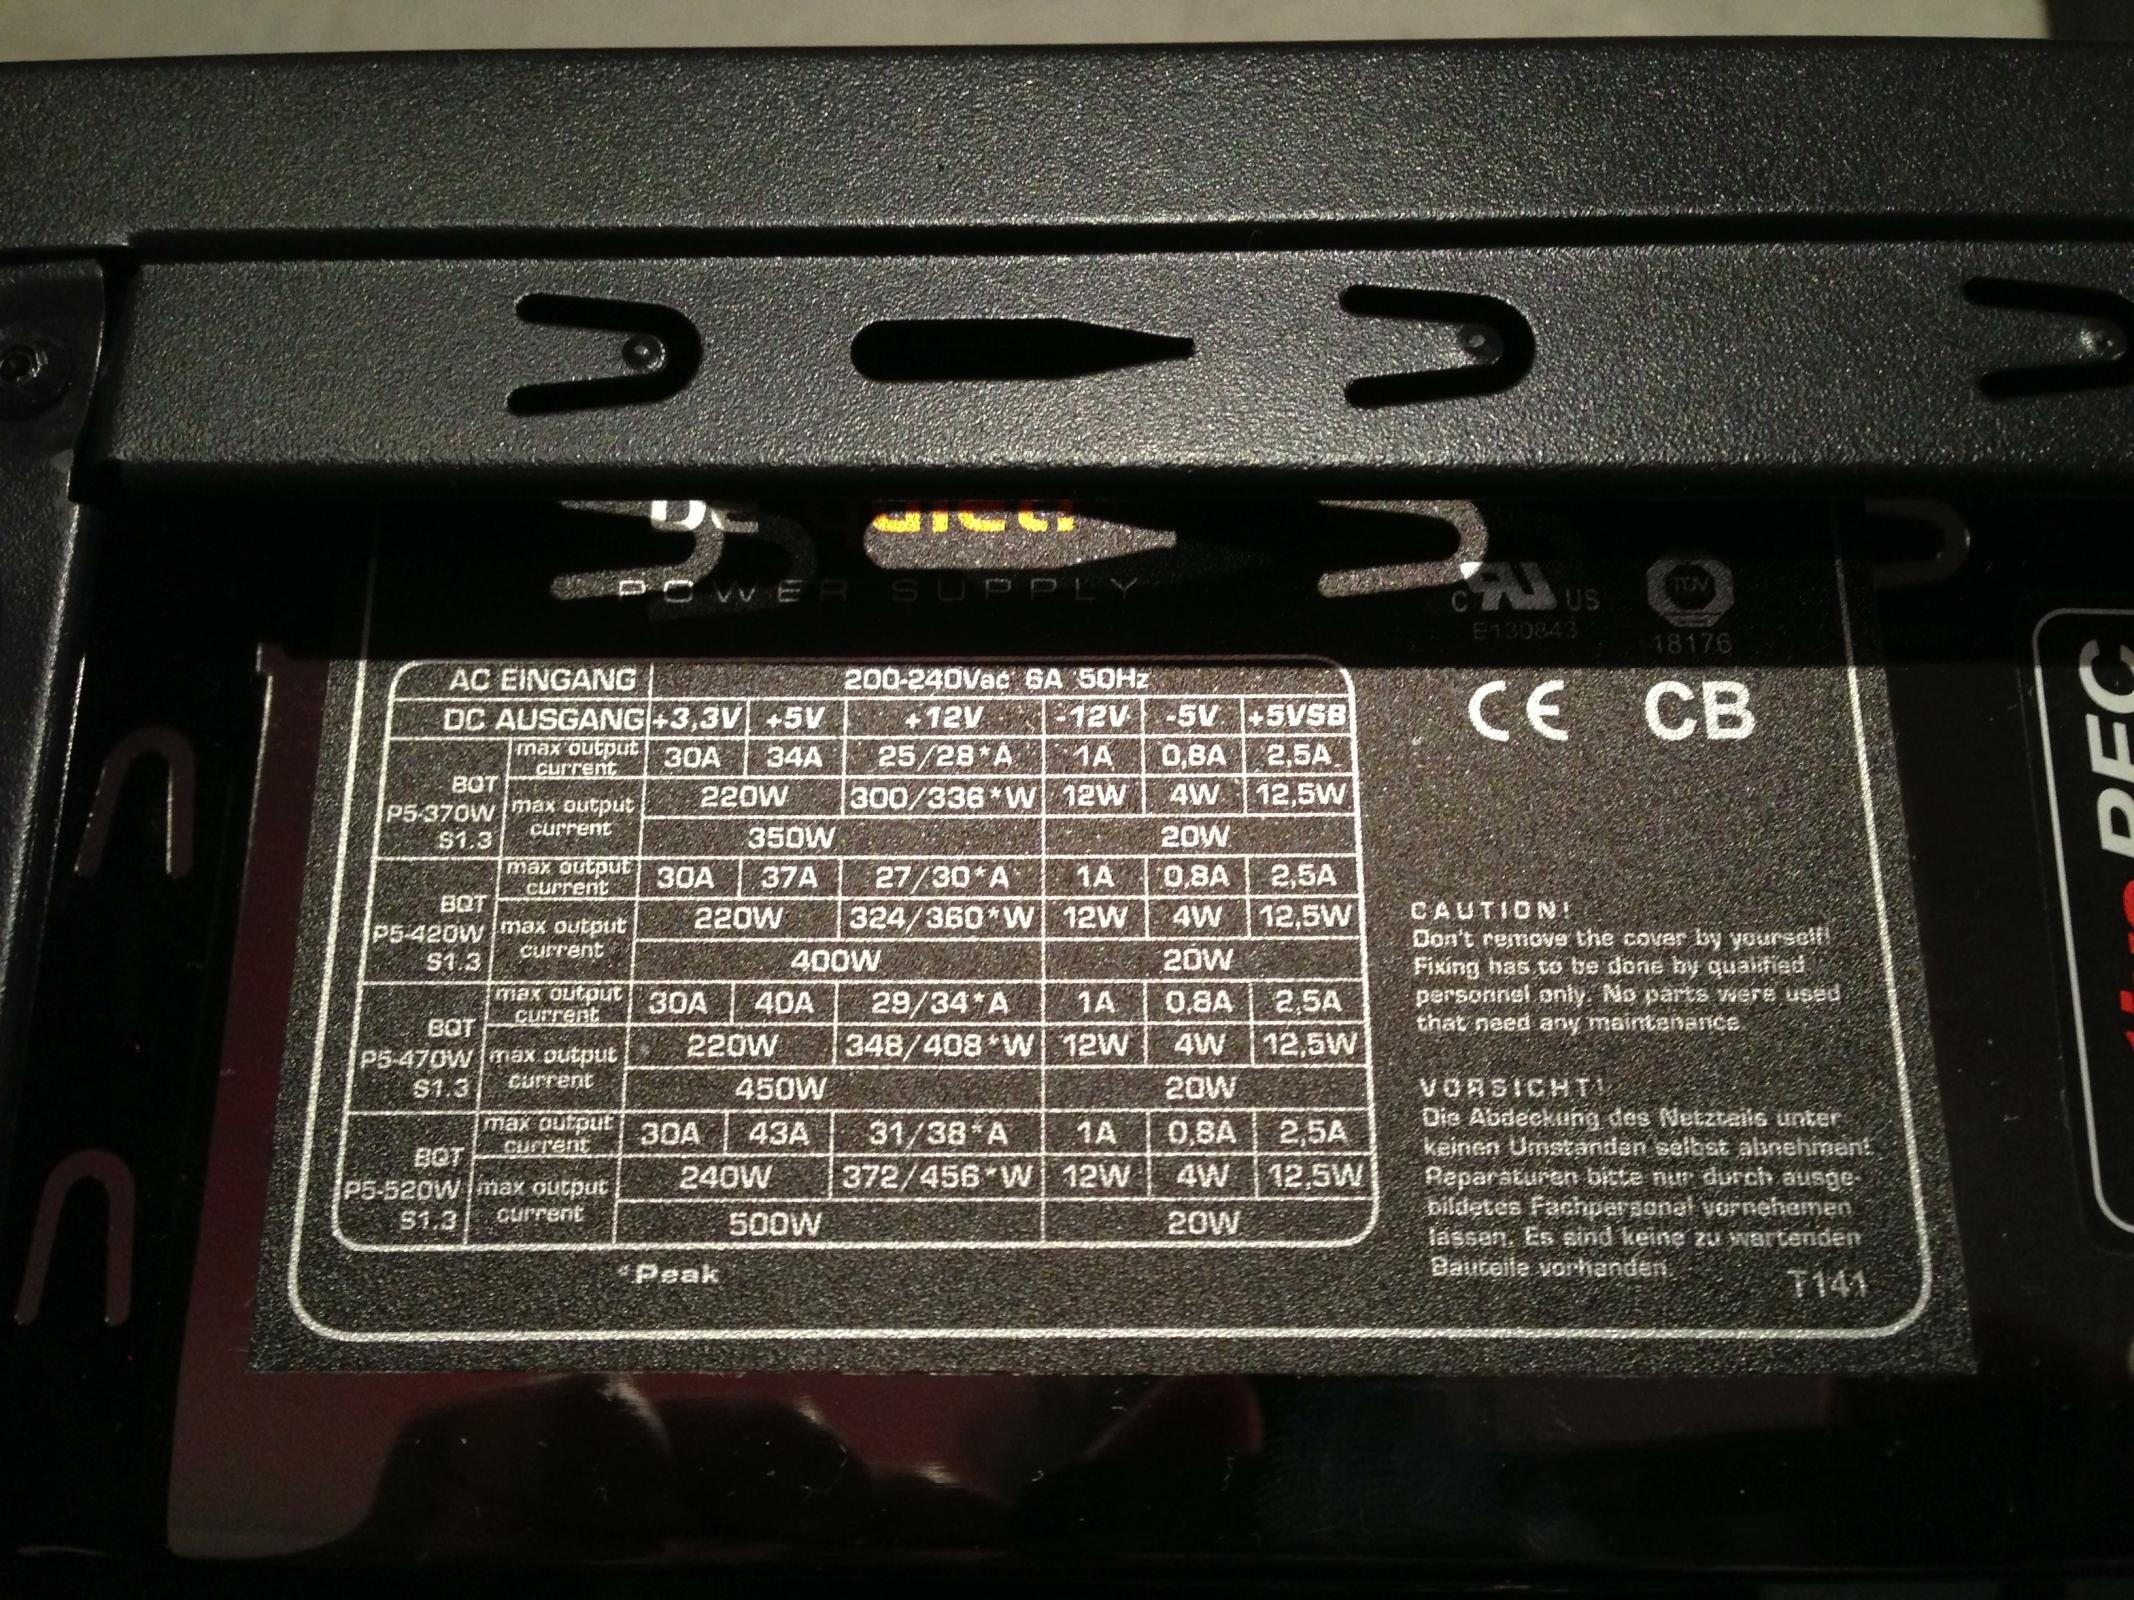 be quiet!
POWER SUPPLY
C RU US
E130843
TÜV
18176
AC EINGANG 200-240Vac 6A 50Hz
DC AUSGANG +3,3V +5V +12V -12V -5V +5VSB
BQT P5-370W S1.3
max output current 30A 34A 25/28*A 1A 0,8A 2,5A
max output current 220W 300/336*W 12W 4W 12,5W
350W 20W
BQT P5-420W S1.3
max output current 30A 37A 27/30*A 1A 0,8A 2,5A
max output current 220W 324/360*W 12W 4W 12,5W
400W 20W
BQT P5-470W S1.3
max output current 30A 40A 29/34*A 1A 0,8A 2,5A
max output current 220W 348/408*W 12W 4W 12,5W
450W 20W
BQT P5-520W S1.3
max output current 30A 43A 31/38*A 1A 0,8A 2,5A
max output current 240W 372/456*W 12W 4W 12,5W
500W 20W
*Peak
CE CB
CAUTION!
Don't remove the cover by yourself!
Fixing has to be done by qualified
personnel only. No parts were used
that need any maintenance
VORSICHT!
Die Abdeckung des Netzteils unter
keinen Umstanden selbst abnehmen!
Reparaturen bitte nur durch ausge-
bildetes Fachpersonal vornehemen
lassen. Es sind keine zu wartenden
Bauteile vorhanden.
T141